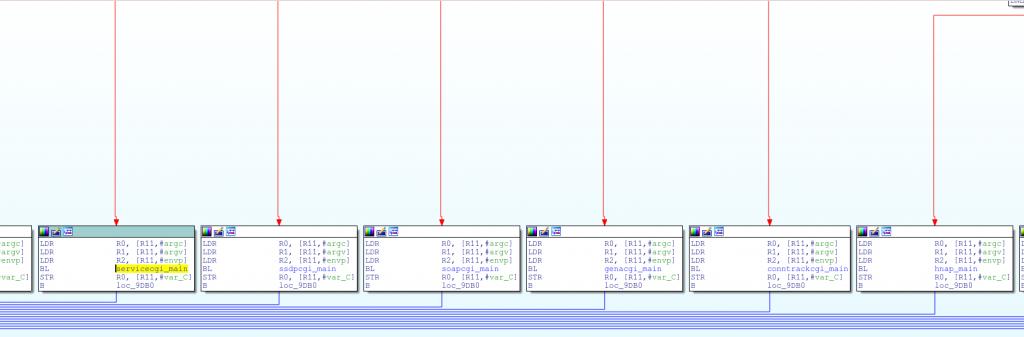 argc]
argv]
envp]
var_C]
LDR R0, [R11,#argc]
LDR R1, [R11,#argv]
LDR R2, [R11,#envp]
BL servicecgi_main
STR R0, [R11,#var_C]
B loc_9DB0
LDR R0, [R11,#argc]
LDR R1, [R11,#argv]
LDR R2, [R11,#envp]
BL ssdpcgi_main
STR R0, [R11,#var_C]
B loc_9DB0
LDR R0, [R11,#argc]
LDR R1, [R11,#argv]
LDR R2, [R11,#envp]
BL soapcgi_main
STR R0, [R11,#var_C]
B loc_9DB0
LDR R0, [R11,#argc]
LDR R1, [R11,#argv]
LDR R2, [R11,#envp]
BL genacgi_main
STR R0, [R11,#var_C]
B loc_9DB0
LDR R0, [R11,#argc]
LDR R1, [R11,#argv]
LDR R2, [R11,#envp]
BL conntrackcgi_main
STR R0, [R11,#var_C]
B loc_9DB0
LDR R0, [R11,#argc]
LDR R1, [R11,#argv]
LDR R2, [R11,#envp]
BL hnap_main
STR R0, [R11,#var_C]
B loc_9DB0